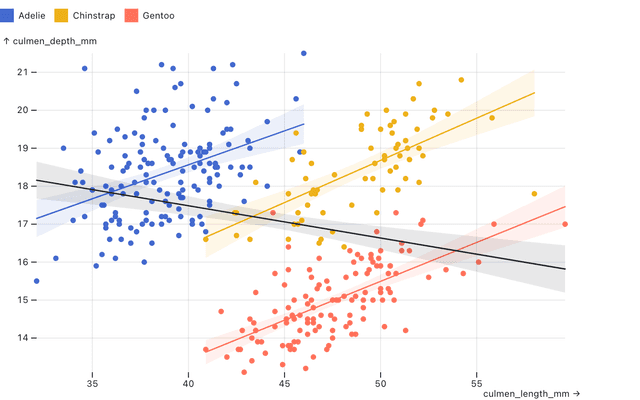 Adelie Chinstrap Gentoo
↑ culmen_depth_mm
21
20
19
18
17
16
15
14
35 40 45 50 55
culmen_length_mm →